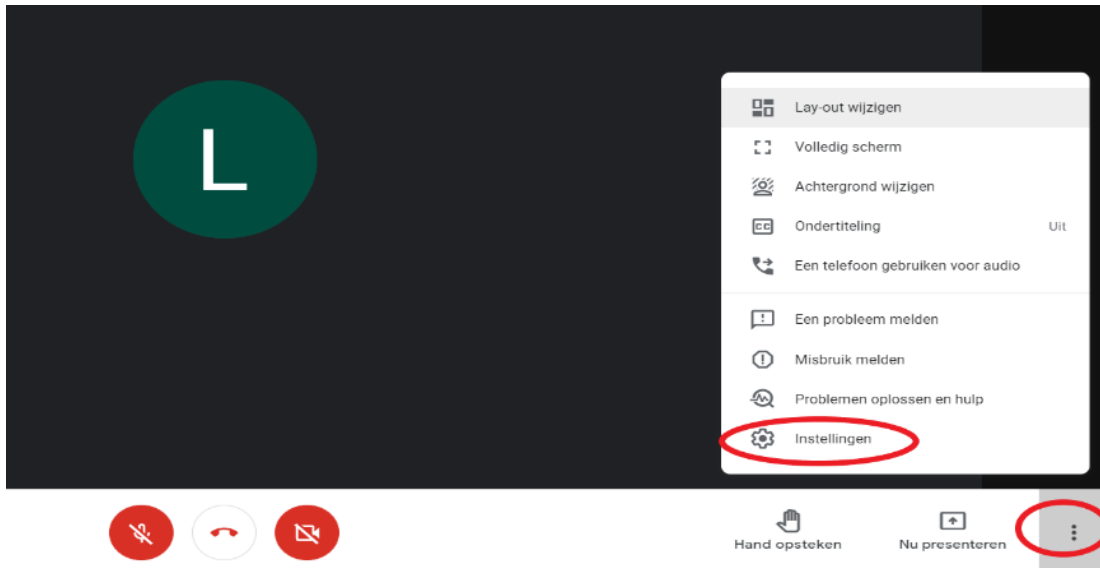 L
Lay-out wijzigen
Volledig scherm
Achtergrond wijzigen
CC
Ondertiteling Uit
Een telefoon gebruiken voor audio
Een probleem melden
Misbruik melden
Problemen oplossen en hulp
Instellingen
Hand opsteken
Nu presenteren